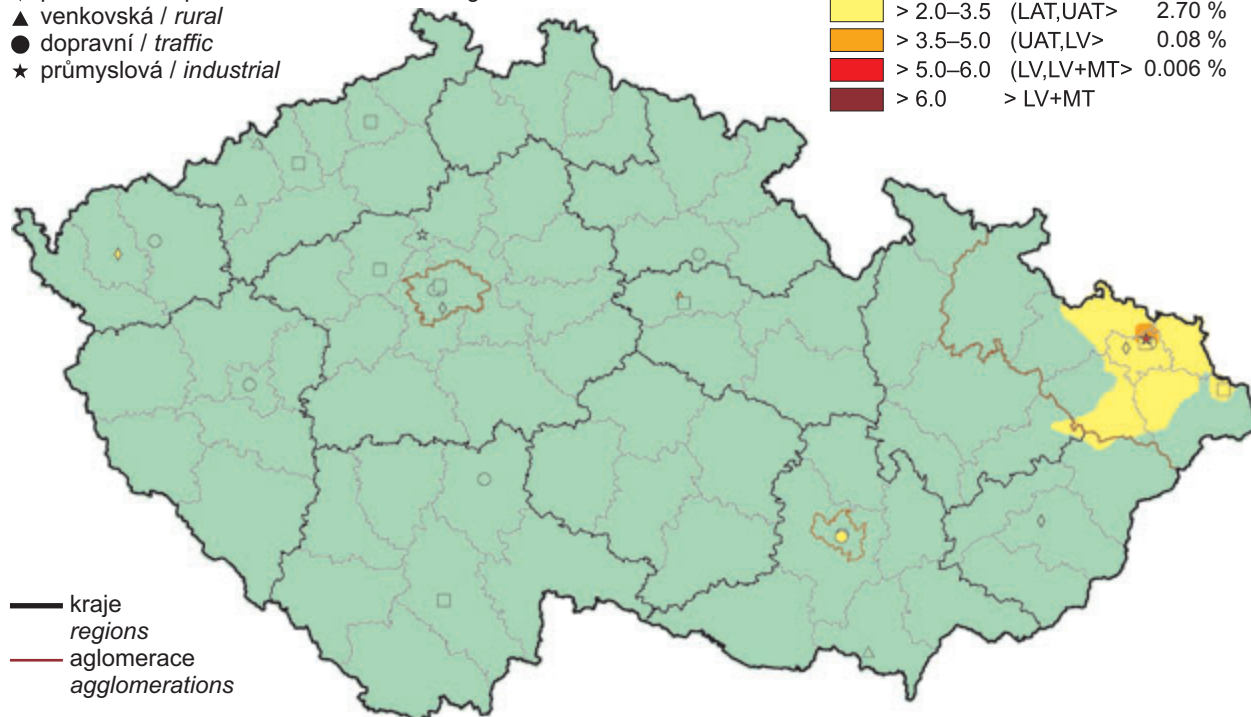 ▲ venkovská / rural
● dopravní / traffic
★ průmyslová / industrial
> 2.0–3.5 (LAT,UAT> 2.70 %
> 3.5–5.0 (UAT,LV> 0.08 %
> 5.0–6.0 (LV,LV+MT> 0.006 %
> 6.0 > LV+MT
kraje
regions
aglomerace
agglomerations